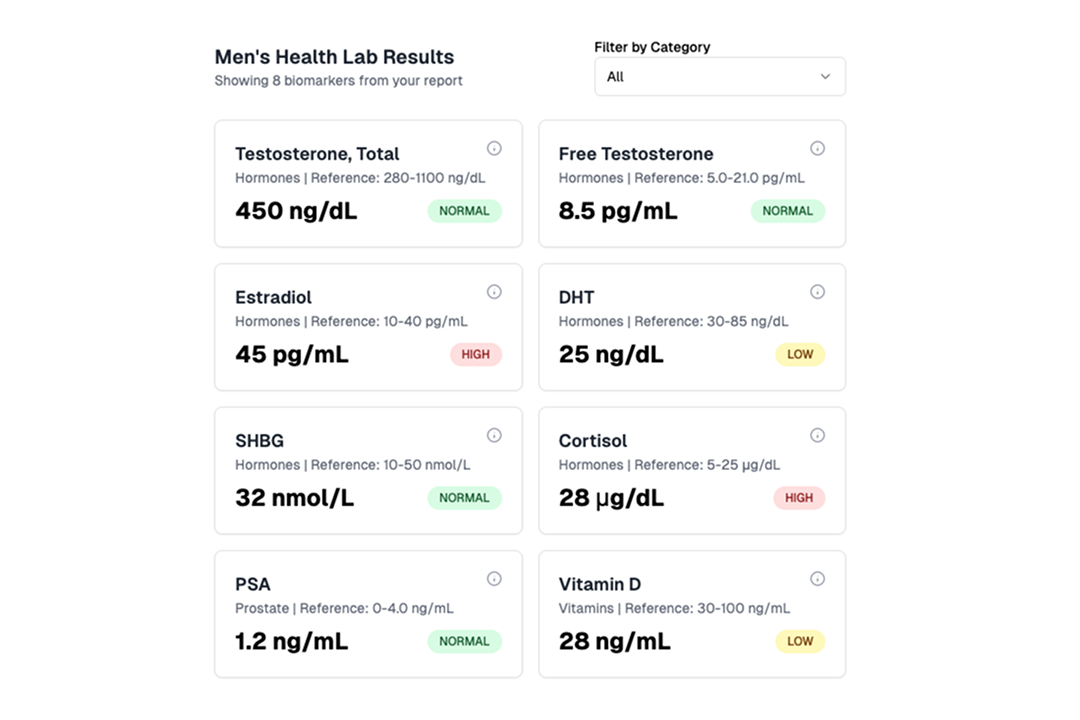 Men's Health Lab Results
Showing 8 biomarkers from your report
Filter by Category
All
Testosterone, Total
Hormones | Reference: 280-1100 ng/dL
450 ng/dL
NORMAL
Free Testosterone
Hormones | Reference: 5.0-21.0 pg/mL
8.5 pg/mL
NORMAL
Estradiol
Hormones | Reference: 10-40 pg/mL
45 pg/mL
HIGH
DHT
Hormones | Reference: 30-85 ng/dL
25 ng/dL
LOW
SHBG
Hormones | Reference: 10-50 nmol/L
32 nmol/L
NORMAL
Cortisol
Hormones | Reference: 5-25 µg/dL
28 µg/dL
HIGH
PSA
Prostate | Reference: 0-4.0 ng/mL
1.2 ng/mL
NORMAL
Vitamin D
Vitamins | Reference: 30-100 ng/mL
28 ng/mL
LOW